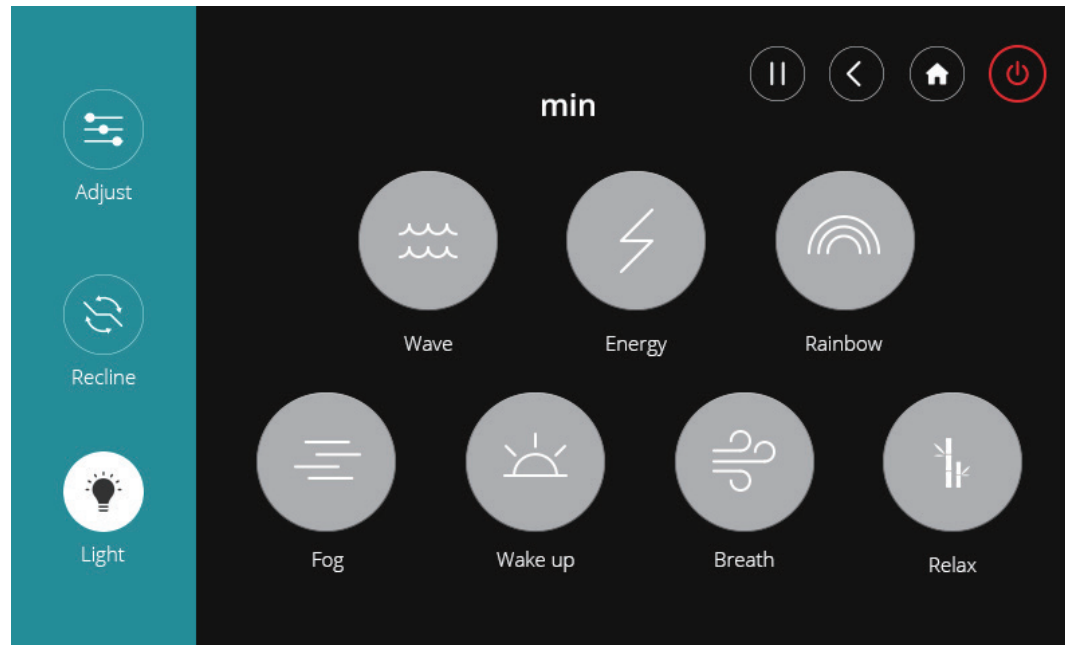 min
Adjust
Recline
Light
Wave
Energy
Rainbow
Fog
Wake up
Breath
Relax